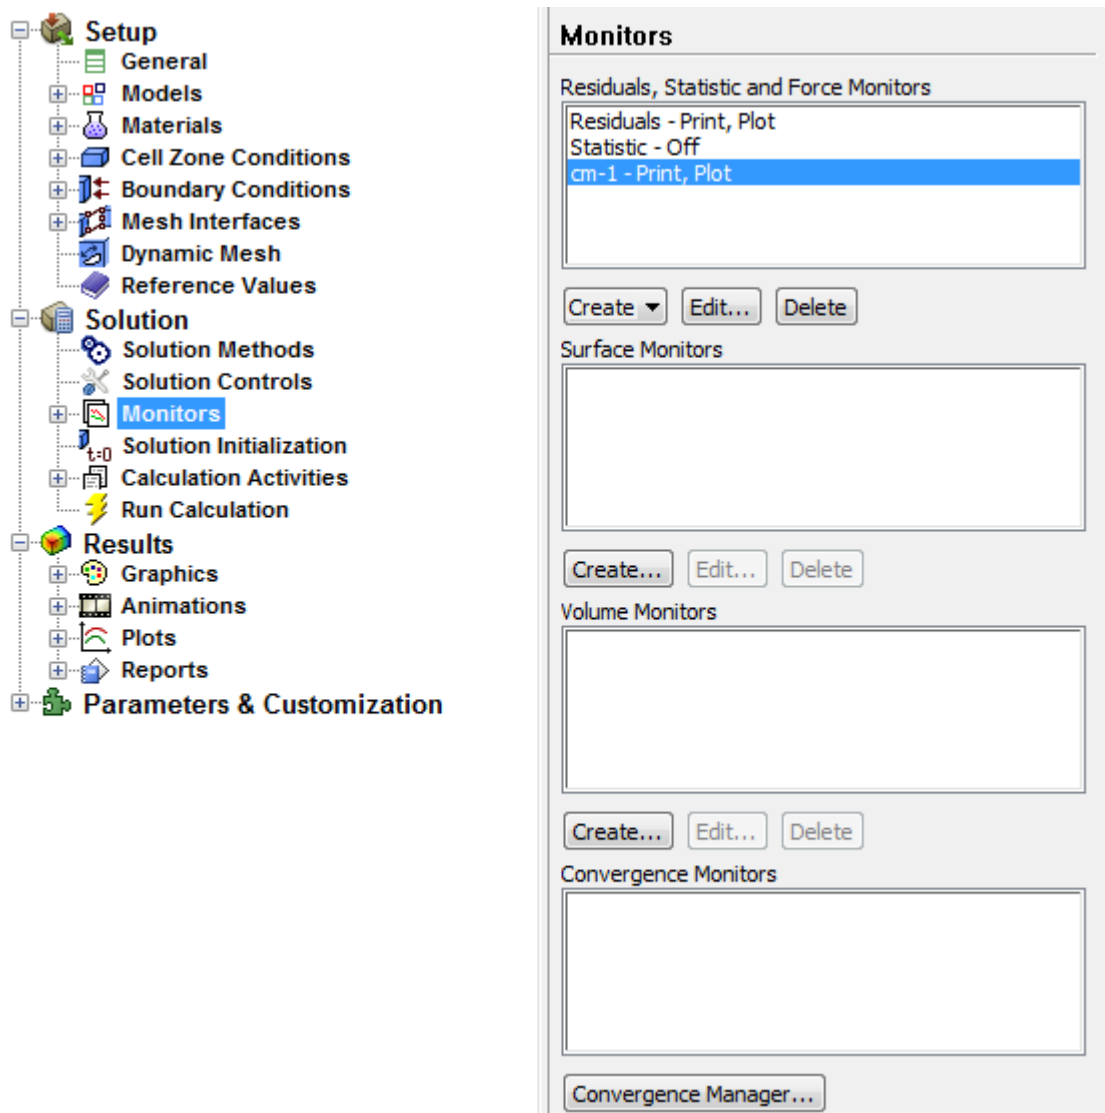 Setup
General
Models
Materials
Cell Zone Conditions
Boundary Conditions
Mesh Interfaces
Dynamic Mesh
Reference Values
Solution
Solution Methods
Solution Controls
Monitors
t=0 Solution Initialization
Calculation Activities
Run Calculation
Results
Graphics
Animations
Plots
Reports
Parameters & Customization
Monitors
Residuals, Statistic and Force Monitors
Residuals - Print, Plot
Statistic - Off
cm-1 - Print, Plot
Create Edit... Delete
Surface Monitors
Create... Edit... Delete
Volume Monitors
Create... Edit... Delete
Convergence Monitors
Convergence Manager...